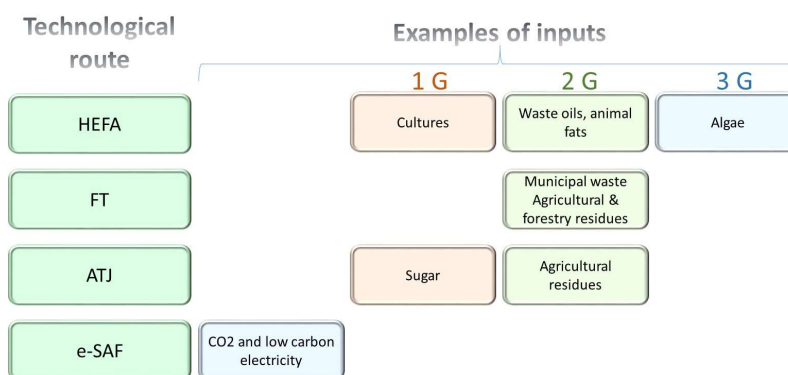 Technological
route
Examples of inputs
1 G
2 G
3 G
HEFA
Cultures
Waste oils, animal
fats
Algae
FT
Municipal waste
Agricultural &
forestry residues
ATJ
Sugar
Agricultural
residues
e-SAF
CO2 and low carbon
electricity